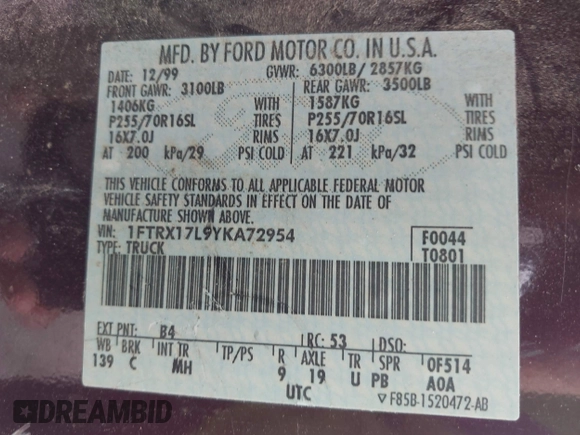 MFD. BY FORD MOTOR CO. IN U.S.A.
DATE: 12/99 GVWR: 6300LB/ 2857KG
FRONT GAWR: 3100LB REAR GAWR: 3500LB
1406KG WITH 1587KG WITH
P255/70R16SL TIRES P255/70R16SL TIRES
16X7.0J RIMS 16X7.0J RIMS
AT 200 kPa/29 PSI COLD AT 221 kPa/32 PSI COLD
THIS VEHICLE CONFORMS TO ALL APPLICABLE FEDERAL MOTOR
VEHICLE SAFETY STANDARDS IN EFFECT ON THE DATE OF
MANUFACTURE SHOWN ABOVE.
VIN: 1FTRX17L9YKA72954 F0044
TYPE: TRUCK T0801
EXT PNT: B4 RC: 53 DSO:
WB BRK INT TR TP/PS R AXLE TR SPR 0F514
139 C MH 9 19 U PB A0A
UTC F85B-1520472-AB
DREAMBID